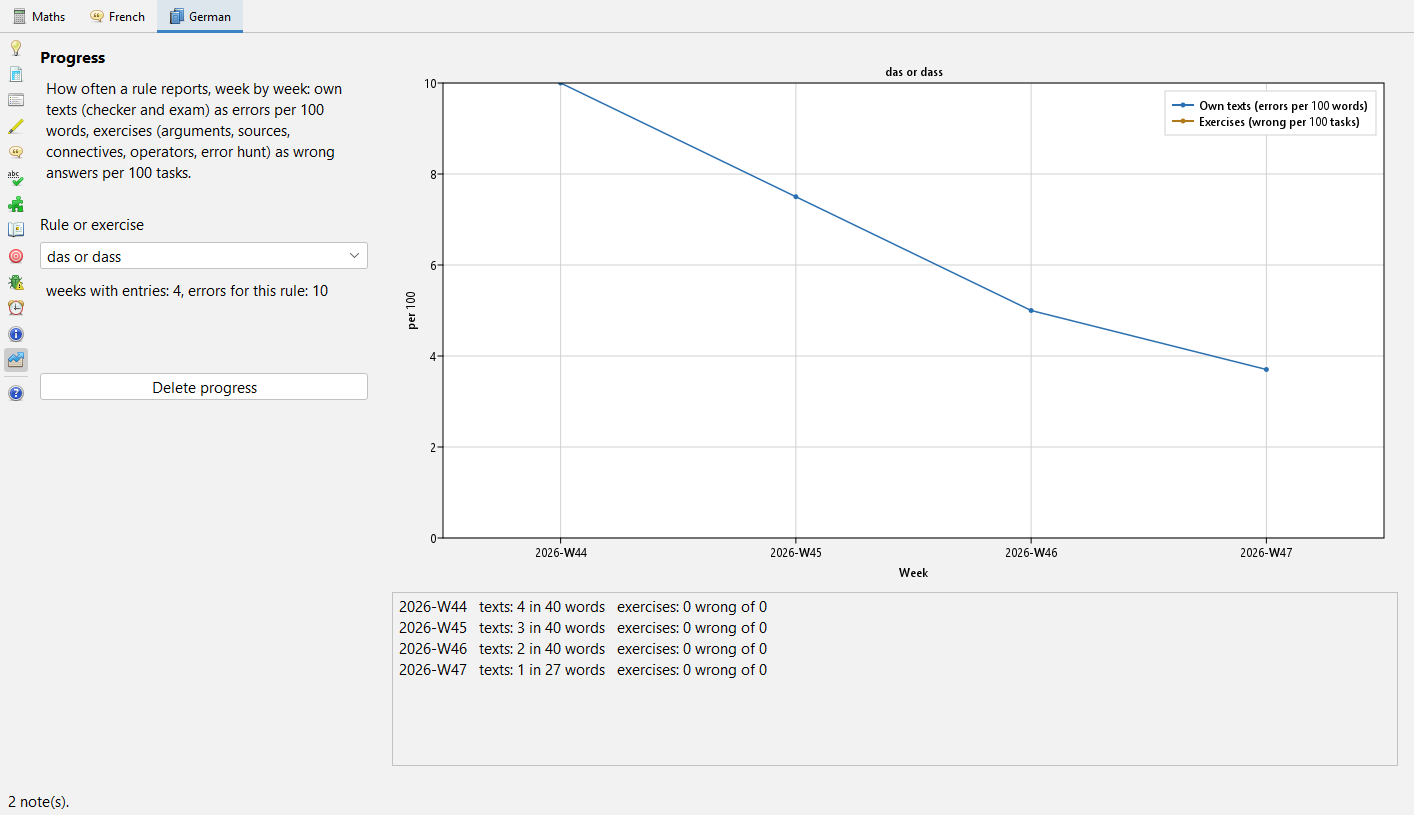 Maths
French
German
Progress
How often a rule reports, week by week: own
texts (checker and exam) as errors per 100
words, exercises (arguments, sources,
connectives, operators, error hunt) as wrong
answers per 100 tasks.
Rule or exercise
das or dass
weeks with entries: 4, errors for this rule: 10
Delete progress
das or dass
Own texts (errors per 100 words)
Exercises (wrong per 100 tasks)
per 100
10
8
6
4
2
0
2026-W44
2026-W45
2026-W46
2026-W47
Week
2026-W44 texts: 4 in 40 words exercises: 0 wrong of 0
2026-W45 texts: 3 in 40 words exercises: 0 wrong of 0
2026-W46 texts: 2 in 40 words exercises: 0 wrong of 0
2026-W47 texts: 1 in 27 words exercises: 0 wrong of 0
abc
2 note(s).